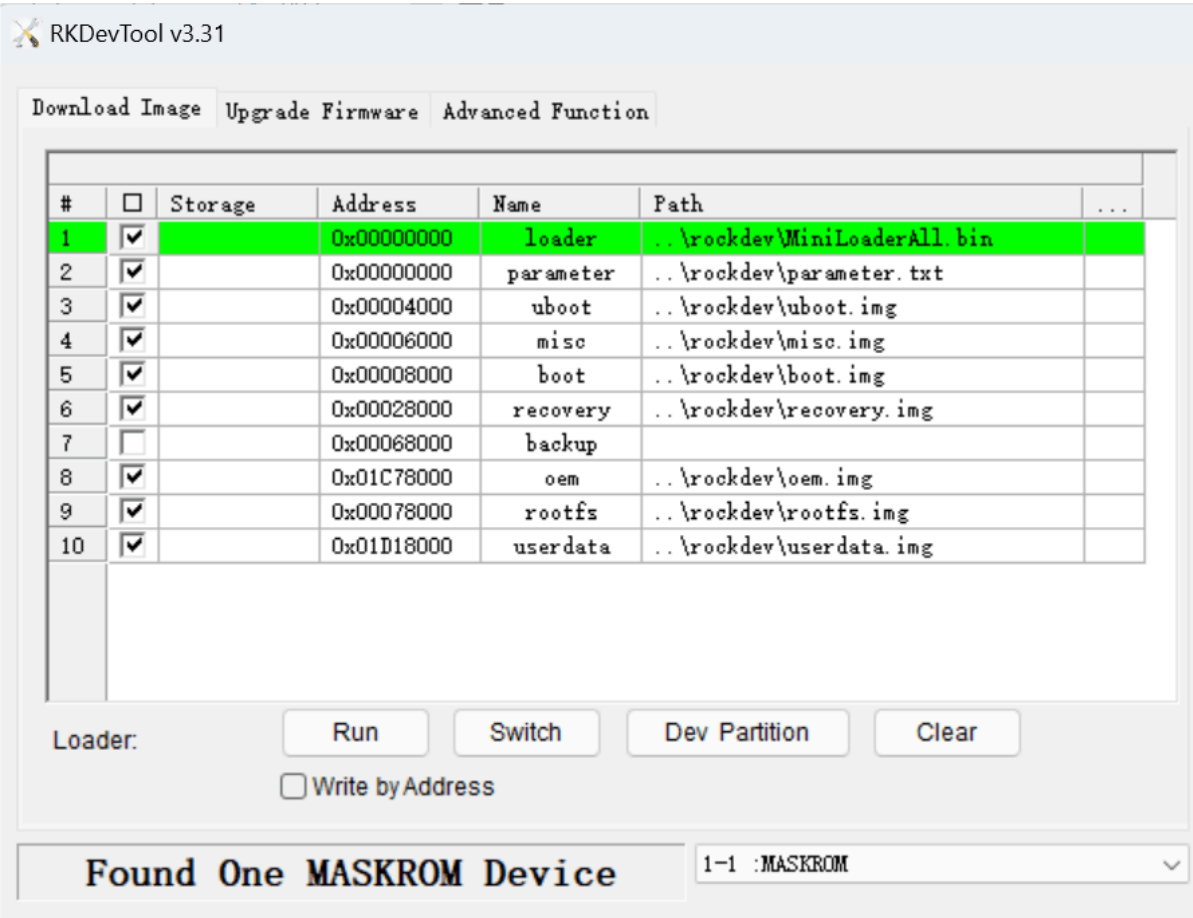 RKDevTool v3.31
Download Image Upgrade Firmware Advanced Function
# Storage Address Name Path ...
1 0x00000000 loader ..\rockdev\MiniLoaderAll.bin
2 0x00000000 parameter ..\rockdev\parameter.txt
3 0x00004000 uboot ..\rockdev\uboot.img
4 0x00006000 misc ..\rockdev\misc.img
5 0x00008000 boot ..\rockdev\boot.img
6 0x00028000 recovery ..\rockdev\recovery.img
7 0x00068000 backup
8 0x01C78000 oem ..\rockdev\oem.img
9 0x00078000 rootfs ..\rockdev\rootfs.img
10 0x01D18000 userdata ..\rockdev\userdata.img
Loader: Run Switch Dev Partition Clear
Write by Address
Found One MASKROM Device 1-1 :MASKROM